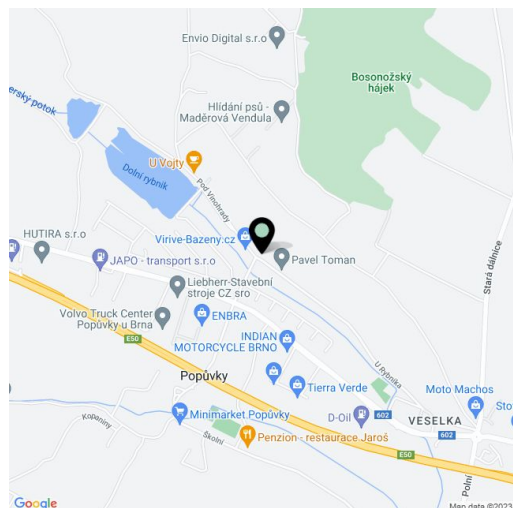 Envio Digital s.r.o
Bosonožský
hájek
Hlídání psů -
Maděrová Vendula
erský potok
U Vojty
Dolní rybník
Pod Vinohrady
Stará dálnice
HUTIRA s.r.o
Virive-Bazeny.cz
JAPO - transport s.r.o
Pavel Toman
Liebherr-Stavební
stroje CZ sro
Volvo Truck Center
Popůvky u Brna
ENBRA
E50
INDIAN
MOTORCYCLE BRNO
U Rybníka
Popůvky
Tierra Verde
Moto Machos
Kopaniny
Minimarket Popůvky
D-Oil
602
VESELKA
Sto
602
Školní
Penzion - restaurace Jaroš
E50
Polní
Google
Map data ©2023